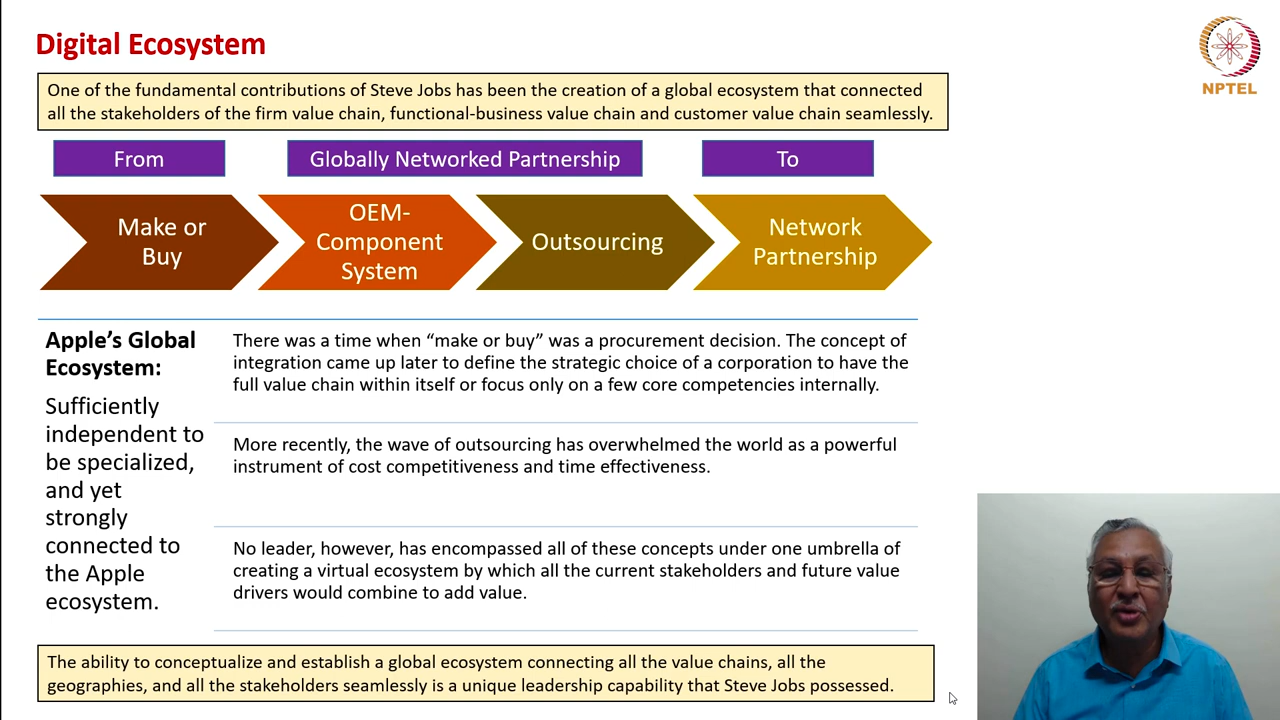 Digital Ecosystem
NPTEL
One of the fundamental contributions of Steve Jobs has been the creation of a global ecosystem that connected
all the stakeholders of the firm value chain, functional-business value chain and customer value chain seamlessly.
From
Globally Networked Partnership
To
Make or
Buy
OEM-
Component
System
Outsourcing
Network
Partnership
Apple’s Global
Ecosystem:
Sufficiently
independent to
be specialized,
and yet
strongly
connected to
the Apple
ecosystem.
There was a time when “make or buy” was a procurement decision. The concept of
integration came up later to define the strategic choice of a corporation to have the
full value chain within itself or focus only on a few core competencies internally.
More recently, the wave of outsourcing has overwhelmed the world as a powerful
instrument of cost competitiveness and time effectiveness.
No leader, however, has encompassed all of these concepts under one umbrella of
creating a virtual ecosystem by which all the current stakeholders and future value
drivers would combine to add value.
The ability to conceptualize and establish a global ecosystem connecting all the value chains, all the
geographies, and all the stakeholders seamlessly is a unique leadership capability that Steve Jobs possessed.